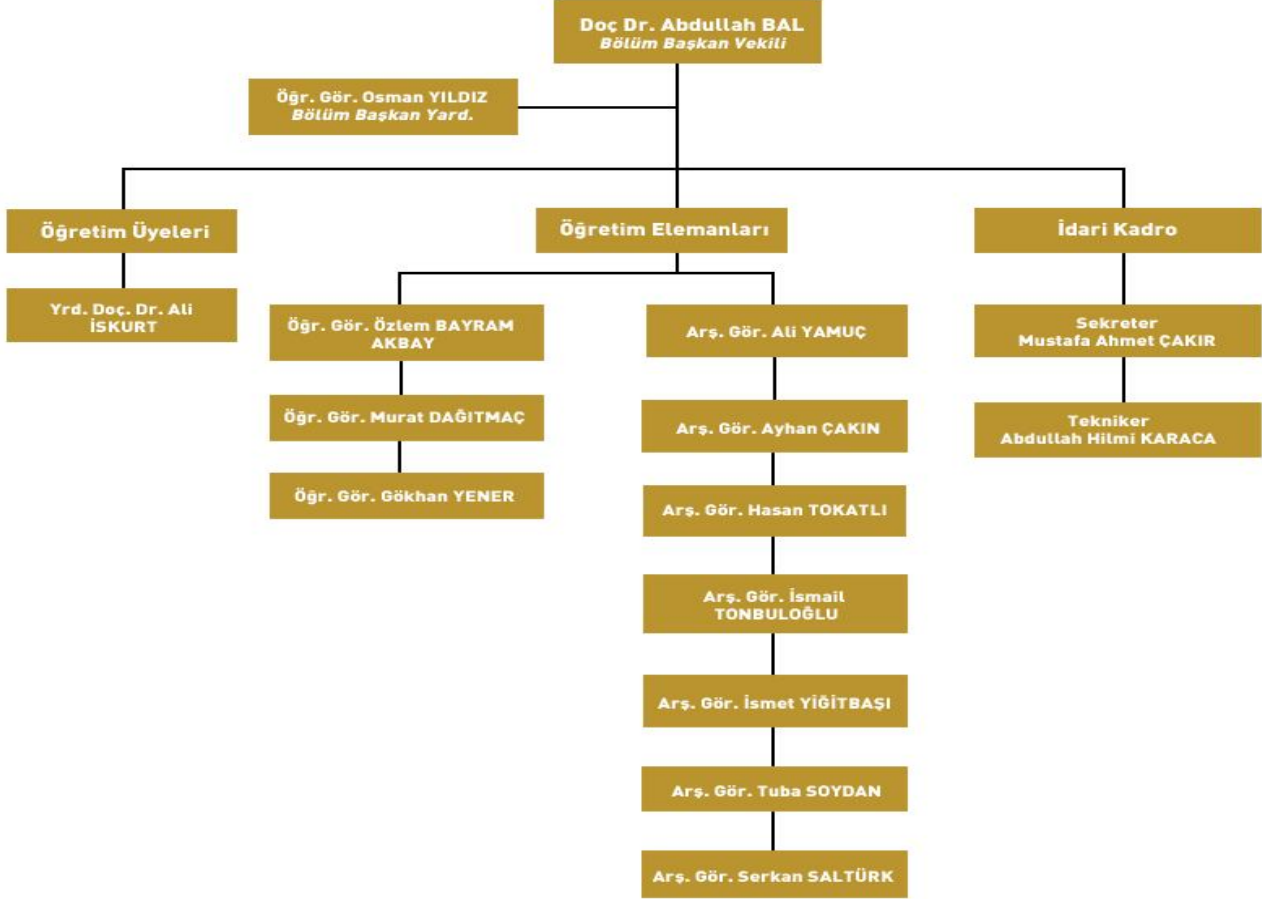 Doç Dr. Abdullah BAL
Bölüm Başkan Vekili
Öğr. Gör. Osman YILDIZ
Bölüm Başkan Yard.
Öğretim Üyeleri
Yrd. Doç. Dr. Ali
İSKURT
Öğretim Elemanları
Öğr. Gör. Özlem BAYRAM
AKBAY
Öğr. Gör. Murat DAĞITMAÇ
Öğr. Gör. Gökhan YENER
Arş. Gör. Ali YAMUÇ
Arş. Gör. Ayhan ÇAKIN
Arş. Gör. Hasan TOKATLI
Arş. Gör. İsmail
TONBULOĞLU
Arş. Gör. İsmet YİĞİTBAŞI
Arş. Gör. Tuba SOYDAN
Arş. Gör. Serkan SALTÜRK
İdari Kadro
Sekreter
Mustafa Ahmet ÇAKIR
Tekniker
Abdullah Hilmi KARACA